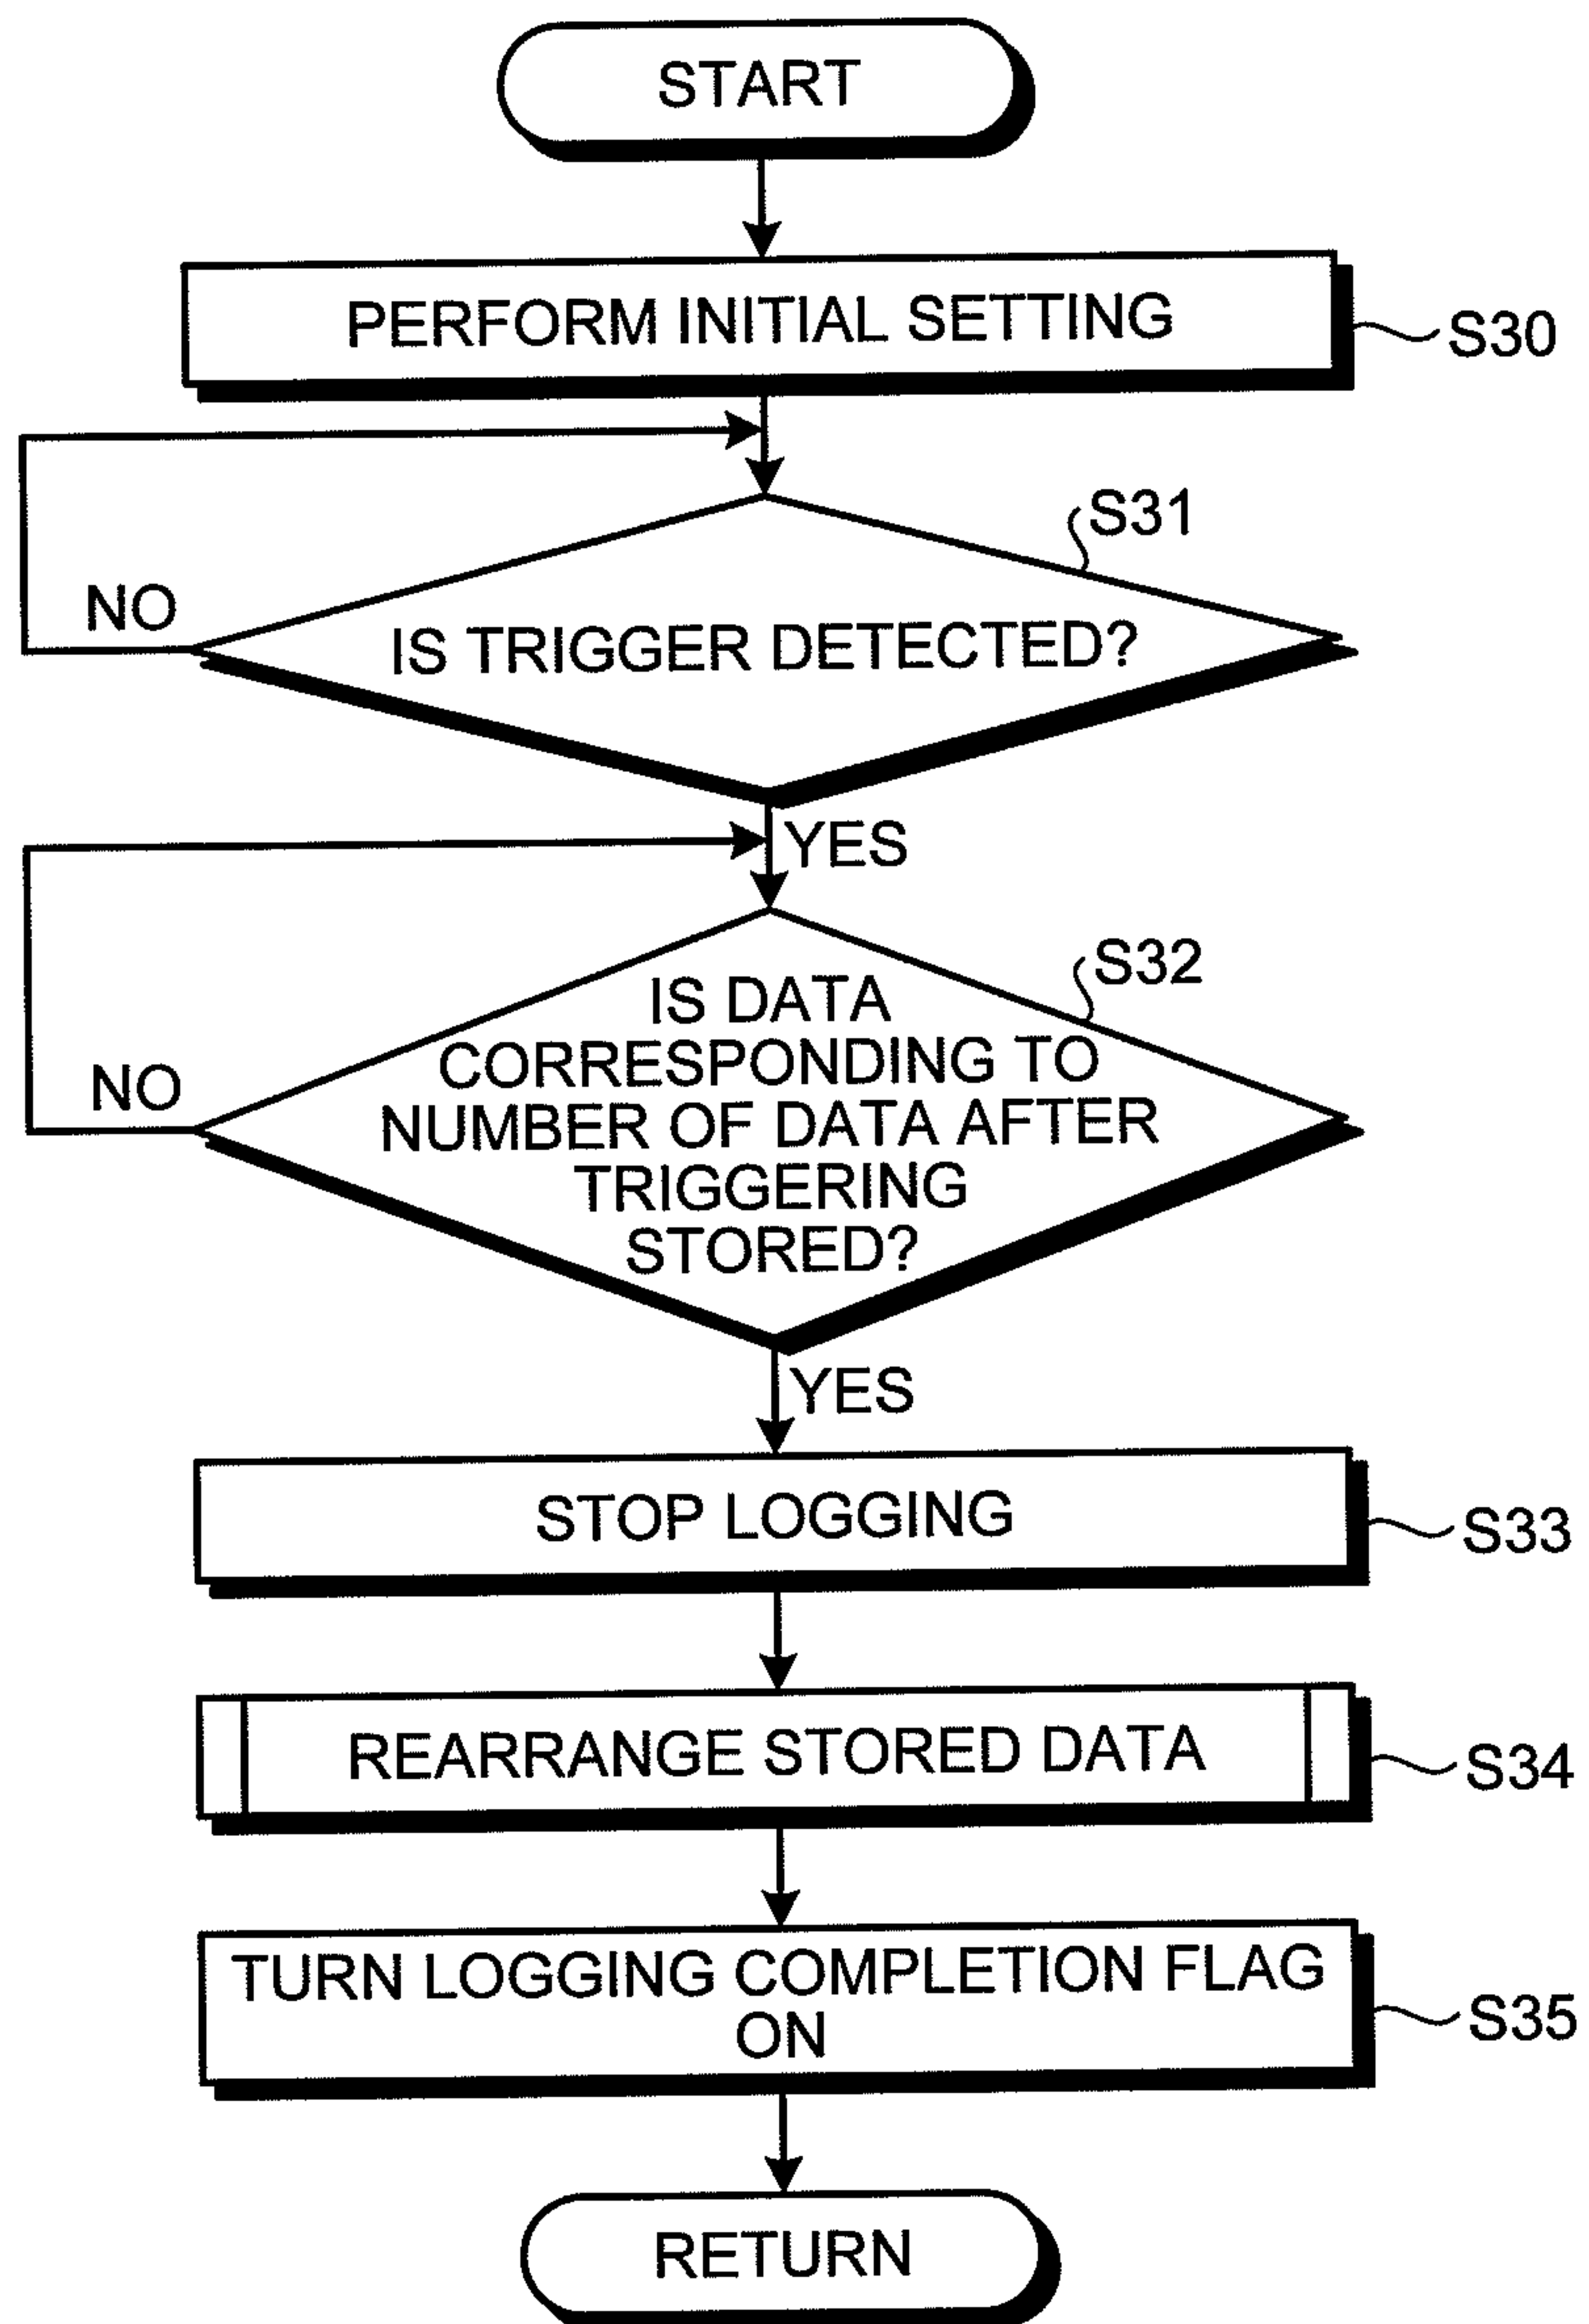 START
PERFORM INITIAL SETTING
S30
S31
NO
IS TRIGGER DETECTED?
YES
S32
IS DATA
CORRESPONDING TO
NO
NUMBER OF DATA AFTER
TRIGGERING
STORED?
YES
STOP LOGGING
S33
REARRANGE STORED DATA
S34
TURN LOGGING COMPLETION FLAG
ON
S35
RETURN